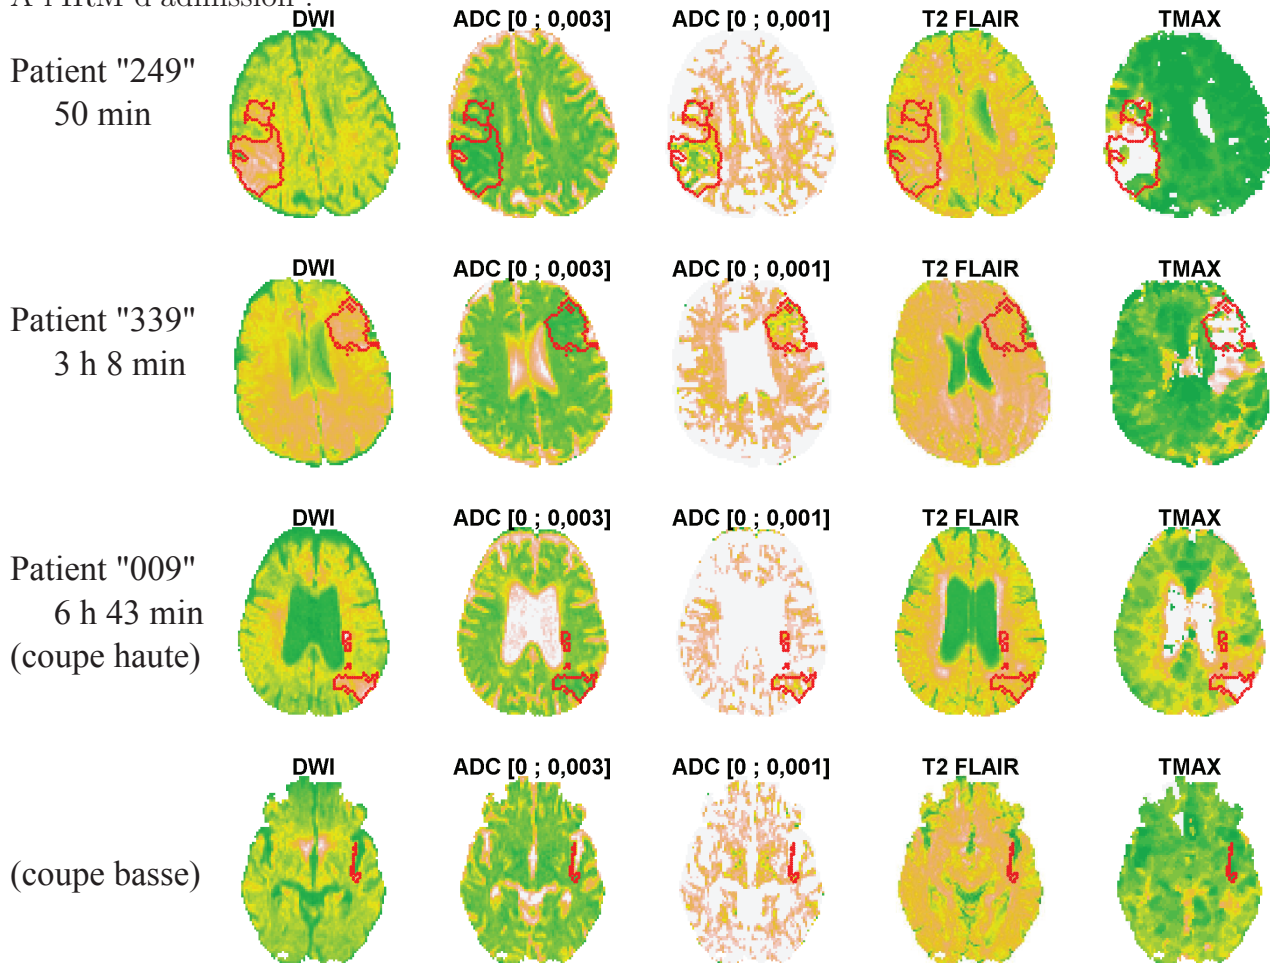 DWI ADC [0 ; 0,003] ADC [0 ; 0,001] T2 FLAIR TMAX
Patient "249"
50 min
DWI ADC [0 ; 0,003] ADC [0 ; 0,001] T2 FLAIR TMAX
Patient "339"
3 h 8 min
DWI ADC [0 ; 0,003] ADC [0 ; 0,001] T2 FLAIR TMAX
Patient "009"
6 h 43 min
(coupe haute)
DWI ADC [0 ; 0,003] ADC [0 ; 0,001] T2 FLAIR TMAX
(coupe basse)